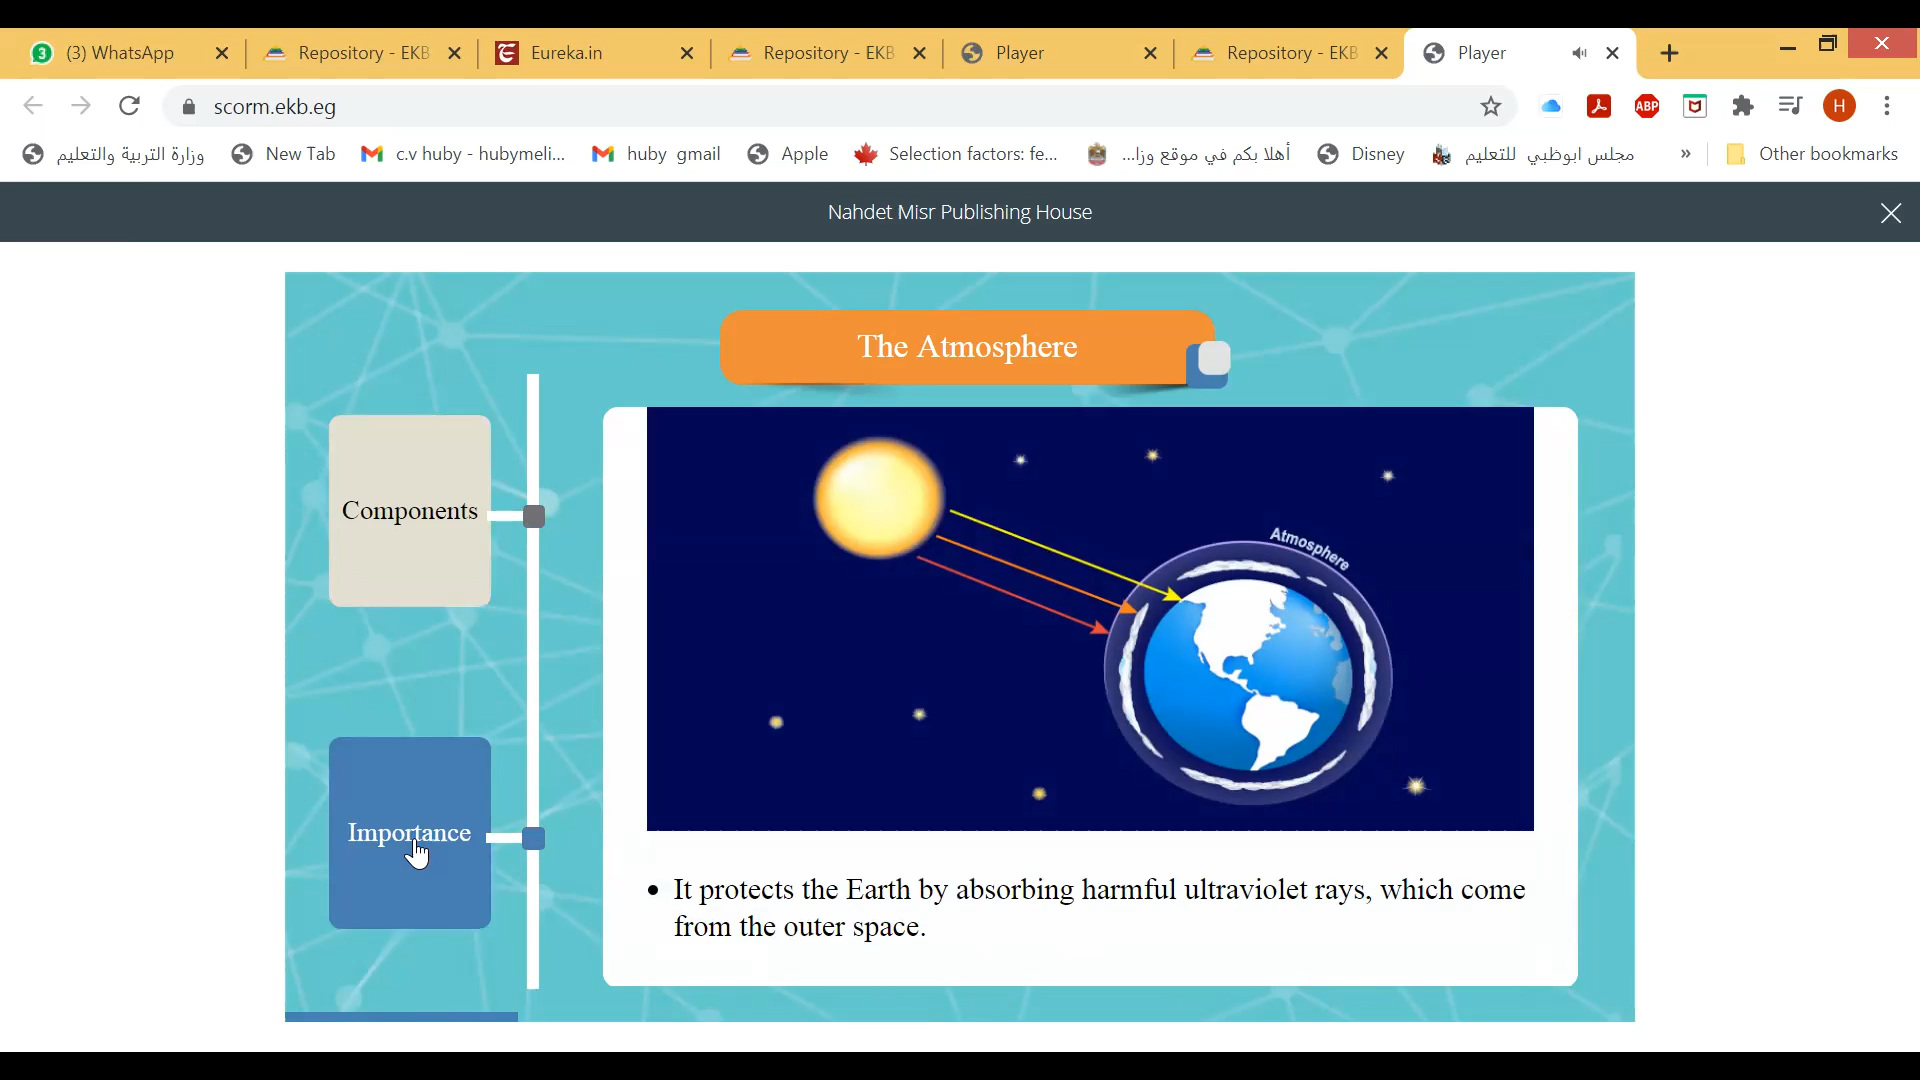 3 (3) WhatsApp
Repository - EKB
Eureka.in
Repository - EKB
Player
Repository - EKB
Player
scorm.ekb.eg
ABP
H
وزارة التربية والتعليم
New Tab
c.v huby - hubymeli...
huby gmail
Apple
Selection factors: fe...
أهلا بكم في موقع وزا...
Disney
مجلس ابوظبي للتعليم
»
Other bookmarks
Nahdet Misr Publishing House
The Atmosphere
Components
Atmosphere
Importance
• It protects the Earth by absorbing harmful ultraviolet rays, which come
from the outer space.